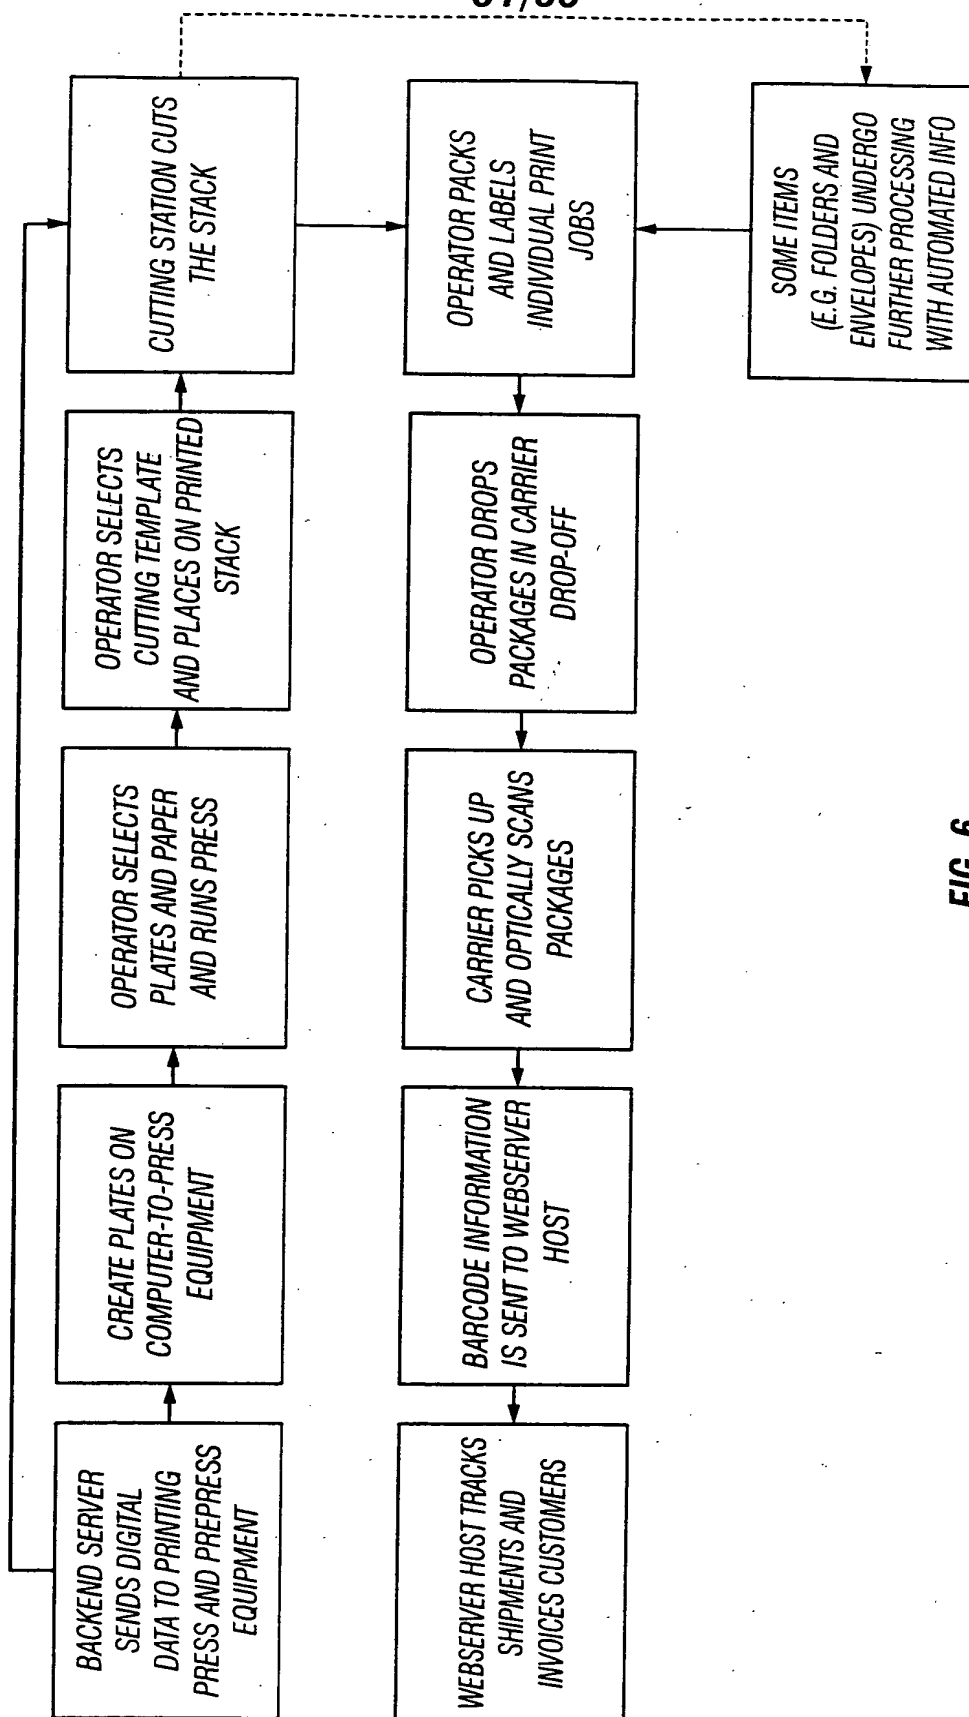 BACKEND SERVER
SENDS DIGITAL
DATA TO PRINTING
PRESS AND PREPRESS
EQUIPMENT
CREATE PLATES ON
COMPUTER-TO-PRESS
EQUIPMENT
OPERATOR SELECTS
PLATES AND PAPER
AND RUNS PRESS
OPERATOR SELECTS
CUTTING TEMPLATE
AND PLACES ON PRINTED
STACK
CUTTING STATION CUTS
THE STACK
WEBSERVER HOST TRACKS
SHIPMENTS AND
INVOICES CUSTOMERS
BARCODE INFORMATION
IS SENT TO WEBSERVER
HOST
CARRIER PICKS UP
AND OPTICALLY SCANS
PACKAGES
OPERATOR DROPS
PACKAGES IN CARRIER
DROP-OFF
OPERATOR PACKS
AND LABELS
INDIVIDUAL PRINT
JOBS
SOME ITEMS
(E.G. FOLDERS AND
ENVELOPES) UNDERGO
FURTHER PROCESSING
WITH AUTOMATED INFO
FIG. 6